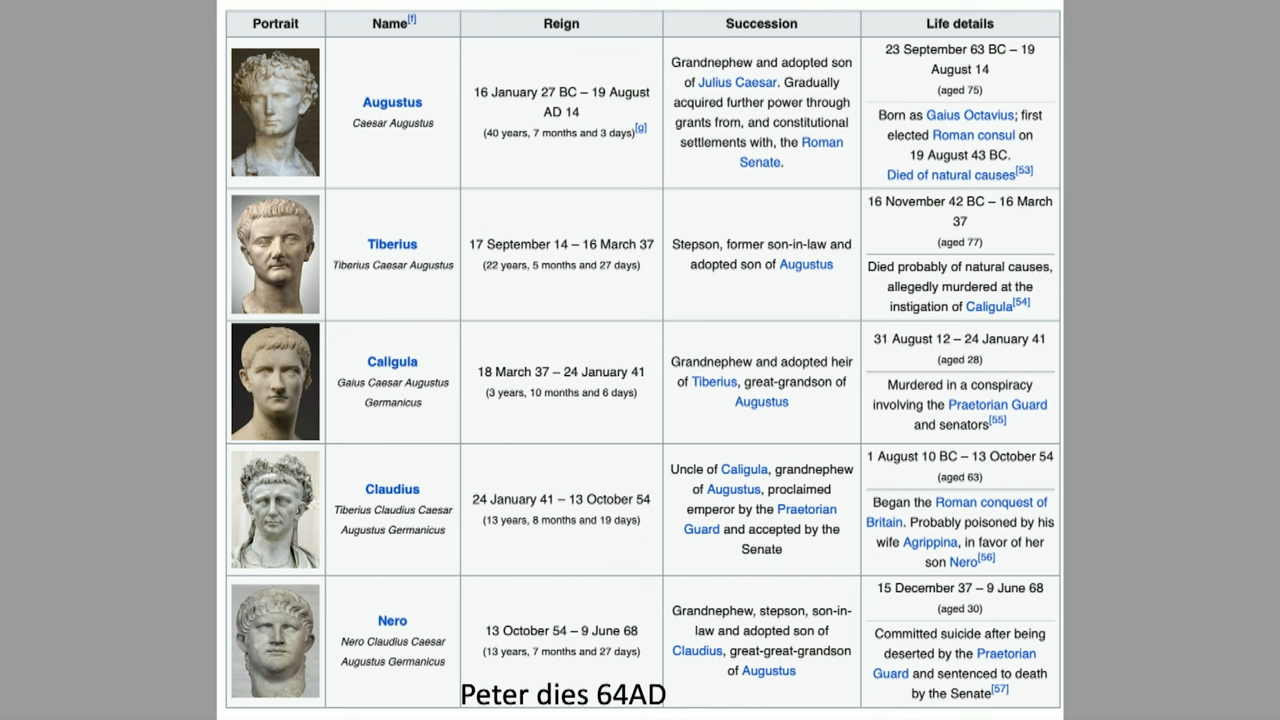 Portrait Name[f] Reign Succession Life details
Augustus
Caesar Augustus
16 January 27 BC – 19 August
AD 14
(40 years, 7 months and 3 days)[g]
Grandnephew and adopted son
of Julius Caesar. Gradually
acquired further power through
grants from, and constitutional
settlements with, the Roman
Senate.
23 September 63 BC – 19
August 14
(aged 75)
Born as Gaius Octavius; first
elected Roman consul on
19 August 43 BC.
Died of natural causes[53]
Tiberius
Tiberius Caesar Augustus
17 September 14 – 16 March 37
(22 years, 5 months and 27 days)
Stepson, former son-in-law and
adopted son of Augustus
16 November 42 BC – 16 March
37
(aged 77)
Died probably of natural causes,
allegedly murdered at the
instigation of Caligula[54]
Caligula
Gaius Caesar Augustus
Germanicus
18 March 37 – 24 January 41
(3 years, 10 months and 6 days)
Grandnephew and adopted heir
of Tiberius, great-grandson of
Augustus
31 August 12 – 24 January 41
(aged 28)
Murdered in a conspiracy
involving the Praetorian Guard
and senators[55]
Claudius
Tiberius Claudius Caesar
Augustus Germanicus
24 January 41 – 13 October 54
(13 years, 8 months and 19 days)
Uncle of Caligula, grandnephew
of Augustus, proclaimed
emperor by the Praetorian
Guard and accepted by the
Senate
1 August 10 BC – 13 October 54
(aged 63)
Began the Roman conquest of
Britain. Probably poisoned by his
wife Agrippina, in favor of her
son Nero[56]
Nero
Nero Claudius Caesar
Augustus Germanicus
13 October 54 – 9 June 68
(13 years, 7 months and 27 days)
Grandnephew, stepson, son-in-
law and adopted son of
Claudius, great-great-grandson
of Augustus
15 December 37 – 9 June 68
(aged 30)
Committed suicide after being
deserted by the Praetorian
Guard and sentenced to death
by the Senate[57]
Peter dies 64AD